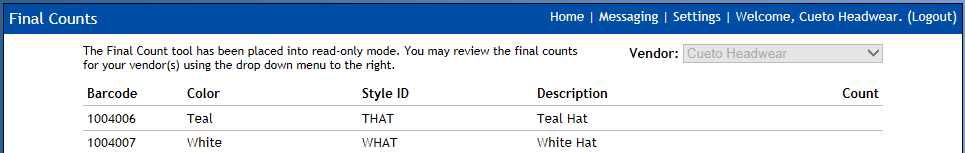 Final Counts
Home | Messaging | Settings | Welcome, Cueto Headwear. (Logout)
The Final Count tool has been placed into read-only mode. You may review the final counts
for your vendor(s) using the drop down menu to the right.
Vendor: Cueto Headwear
Barcode Color Style ID Description Count
1004006 Teal THAT Teal Hat
1004007 White WHAT White Hat